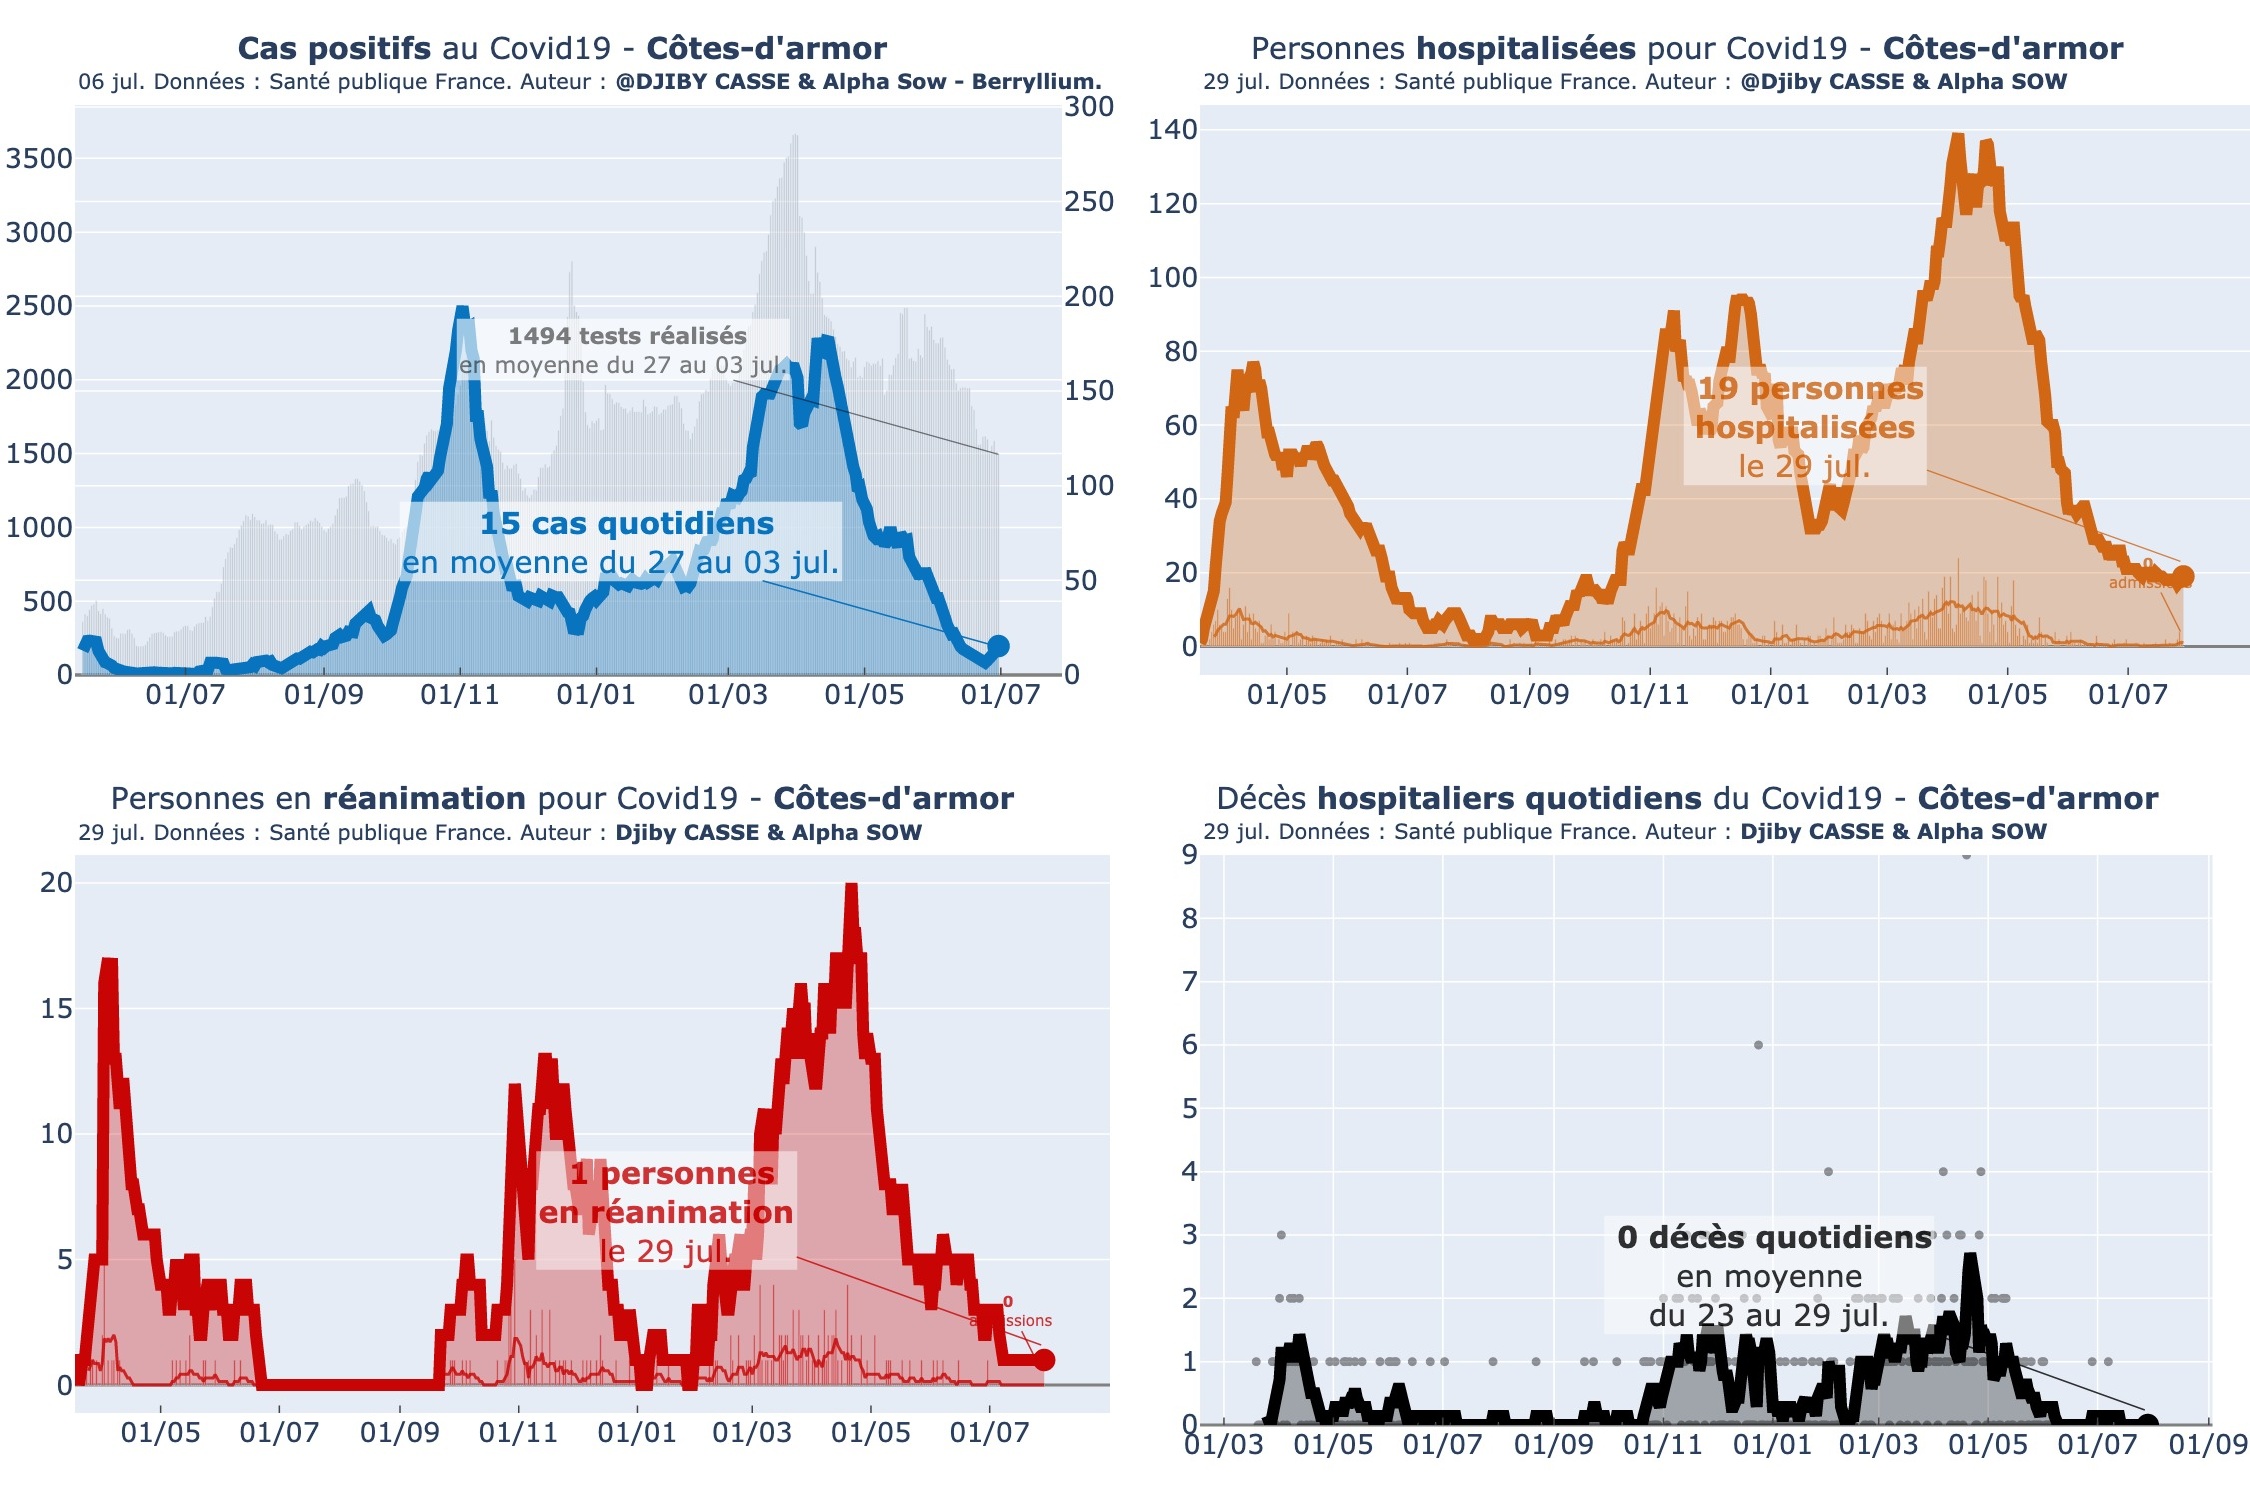 Cas positifs au Covid19 - Côtes-d'armor
06 jul. Données : Santé publique France. Auteur : @DJIBY CASSE & Alpha Sow - Berryllium.
300
3500
250
3000
200
2500
1494 tests réalisés
en moyenne du 27 au 03 jul.
2000
150
1500
100
1000
15 cas quotidiens
en moyenne du 27 au 03 jul.
50
500
0
0
01/07 01/09 01/11 01/01 01/03 01/05 01/07
Personnes hospitalisées pour Covid19 - Côtes-d'armor
29 jul. Données : Santé publique France. Auteur : @Djiby CASSE & Alpha SOW
140
120
100
80
60
19 personnes
hospitalisées
le 29 jul.
40
20
0
admissions
0
01/05 01/07 01/09 01/11 01/01 01/03 01/05 01/07
Personnes en réanimation pour Covid19 - Côtes-d'armor
29 jul. Données : Santé publique France. Auteur : Djiby CASSE & Alpha SOW
20
15
10
1 personnes
en réanimation
le 29 jul.
5
0
admissions
0
01/05 01/07 01/09 01/11 01/01 01/03 01/05 01/07
Décès hospitaliers quotidiens du Covid19 - Côtes-d'armor
29 jul. Données : Santé publique France. Auteur : Djiby CASSE & Alpha SOW
9
8
7
6
5
4
3
0 décès quotidiens
en moyenne
du 23 au 29 jul.
2
1
0
01/03 01/05 01/07 01/09 01/11 01/01 01/03 01/05 01/07 01/09